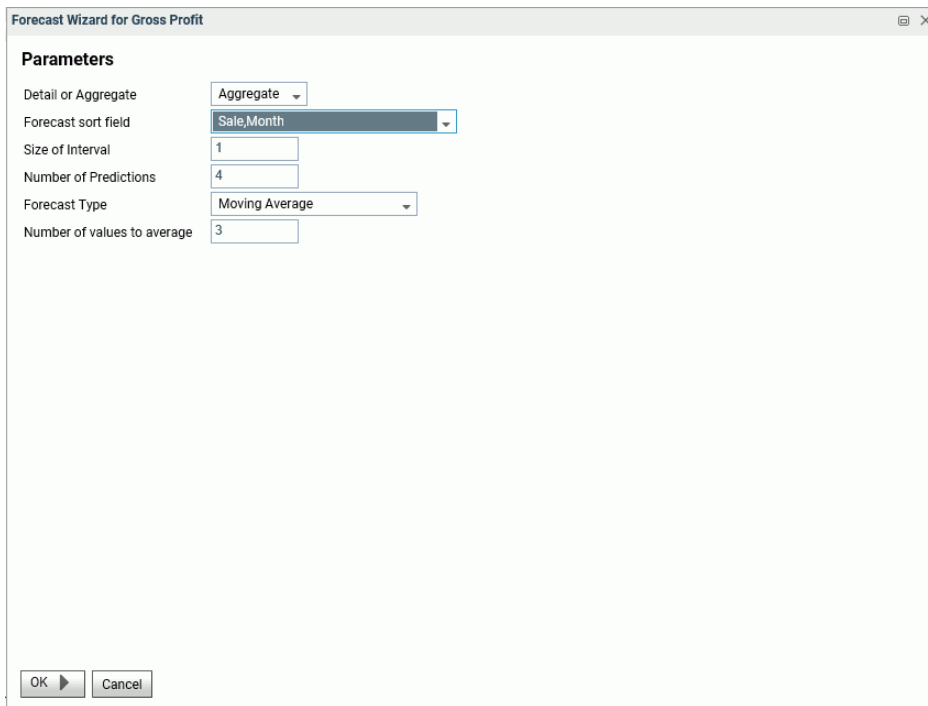 Forecast Wizard for Gross Profit
Parameters
Detail or Aggregate Aggregate
Forecast sort field Sale,Month
Size of Interval 1
Number of Predictions 4
Forecast Type Moving Average
Number of values to average 3
OK Cancel